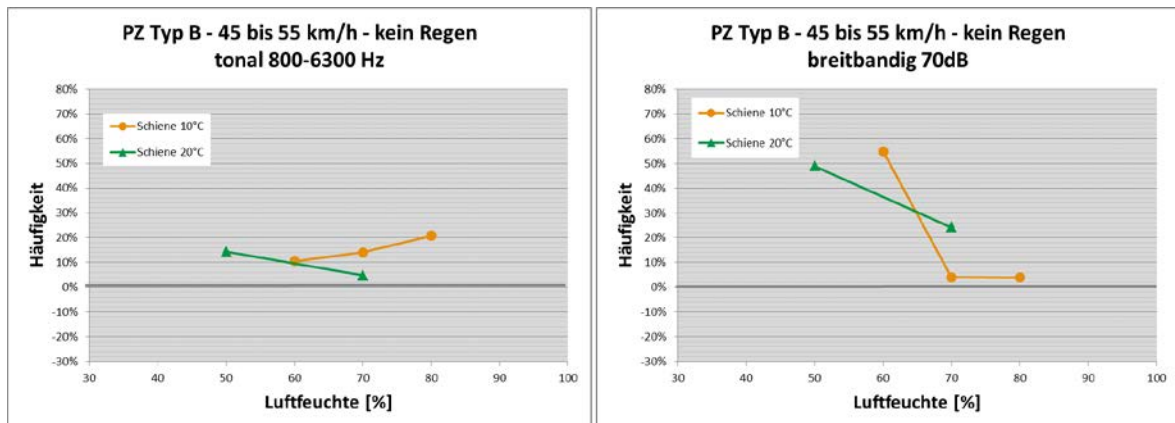 PZ Typ B - 45 bis 55 km/h - kein Regen
tonal 800-6300 Hz
Häufigkeit
80%
70%
60%
50%
40%
30%
20%
10%
0%
-10%
-20%
-30%
Schiene 10°C
Schiene 20°C
30 40 50 60 70 80 90 100
Luftfeuchte [%]
PZ Typ B - 45 bis 55 km/h - kein Regen
breitbandig 70dB
Häufigkeit
80%
70%
60%
50%
40%
30%
20%
10%
0%
-10%
-20%
-30%
Schiene 10°C
Schiene 20°C
30 40 50 60 70 80 90 100
Luftfeuchte [%]